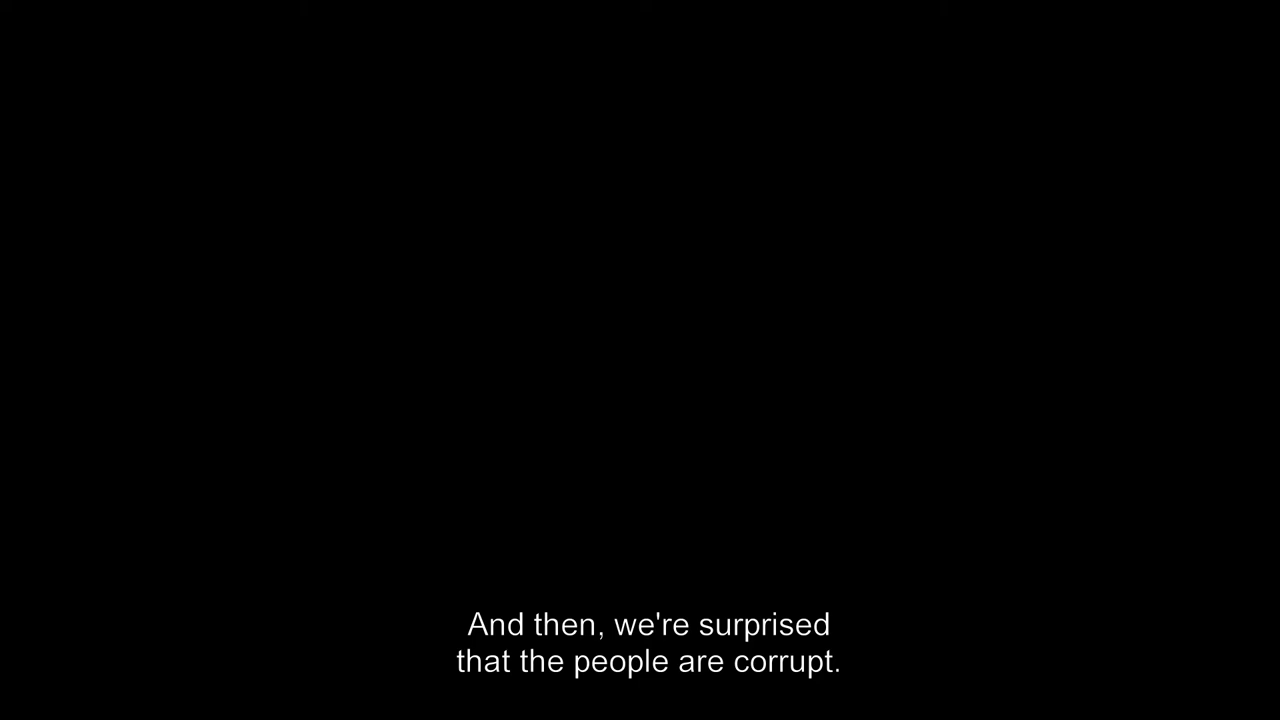 And then, we're surprised
that the people are corrupt.